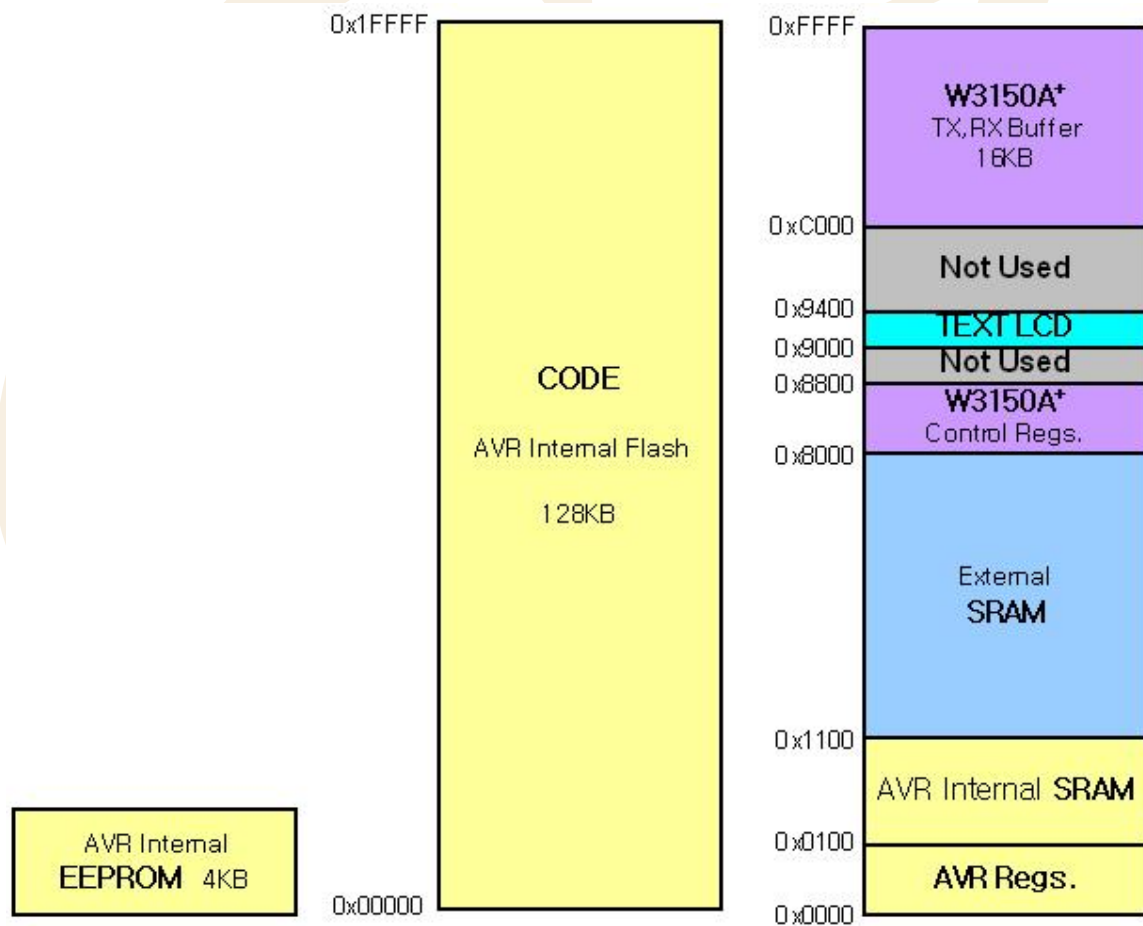 0x1FFFF
CODE
AVR Internal Flash
128KB
0x00000
AVR Internal
EEPROM 4KB
0xFFFF
W3150A+
TX,RX Buffer
16KB
0xC000
Not Used
0x9400
TEXT LCD
0x9000
Not Used
0x8800
W3150A+
Control Regs.
0x8000
External
SRAM
0x1100
AVR Internal SRAM
0x0100
AVR Regs.
0x0000